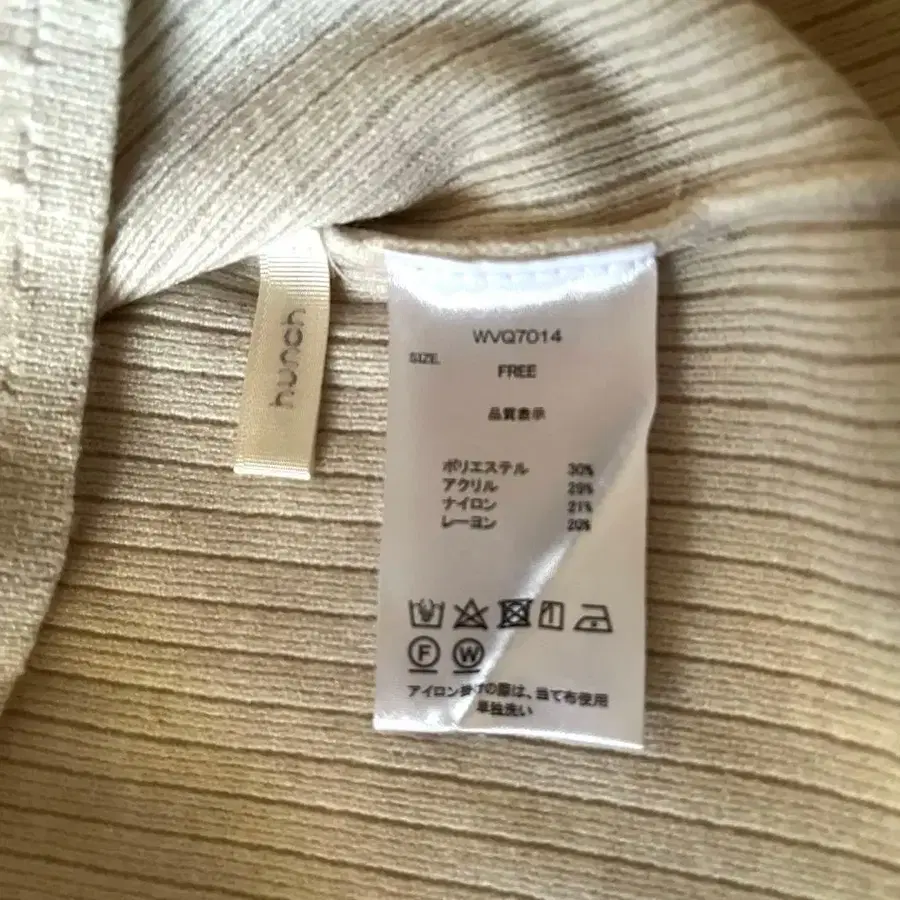 hunch
WVQ7014
SIZE. FREE
品質表示
ポリエステル 30%
アクリル 29%
ナイロン 21%
レーヨン 20%
F W
アイロン掛けの際は、当て布使用
単独洗い